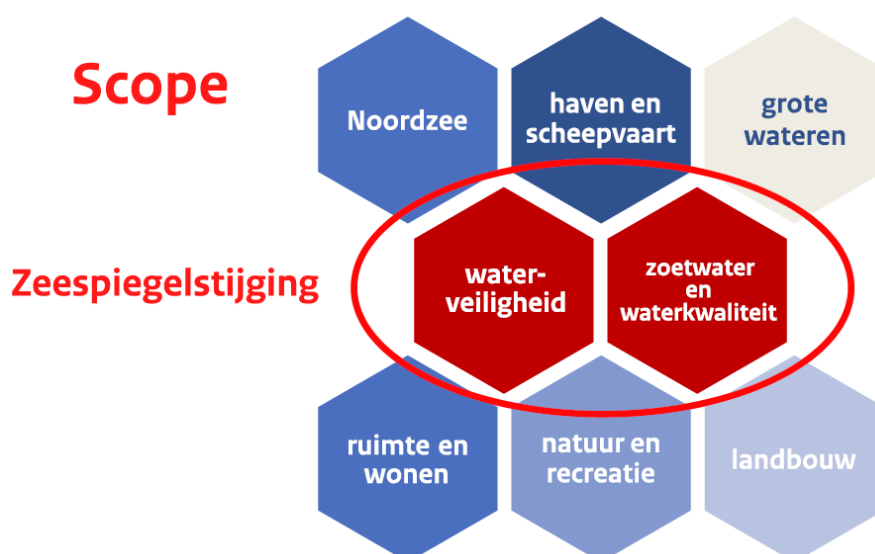 Scope
Noordzee
haven en
scheepvaart
grote
wateren
Zeespiegelstijging
water-
veiligheid
zoetwater
en
waterkwaliteit
ruimte en
wonen
natuur en
recreatie
landbouw